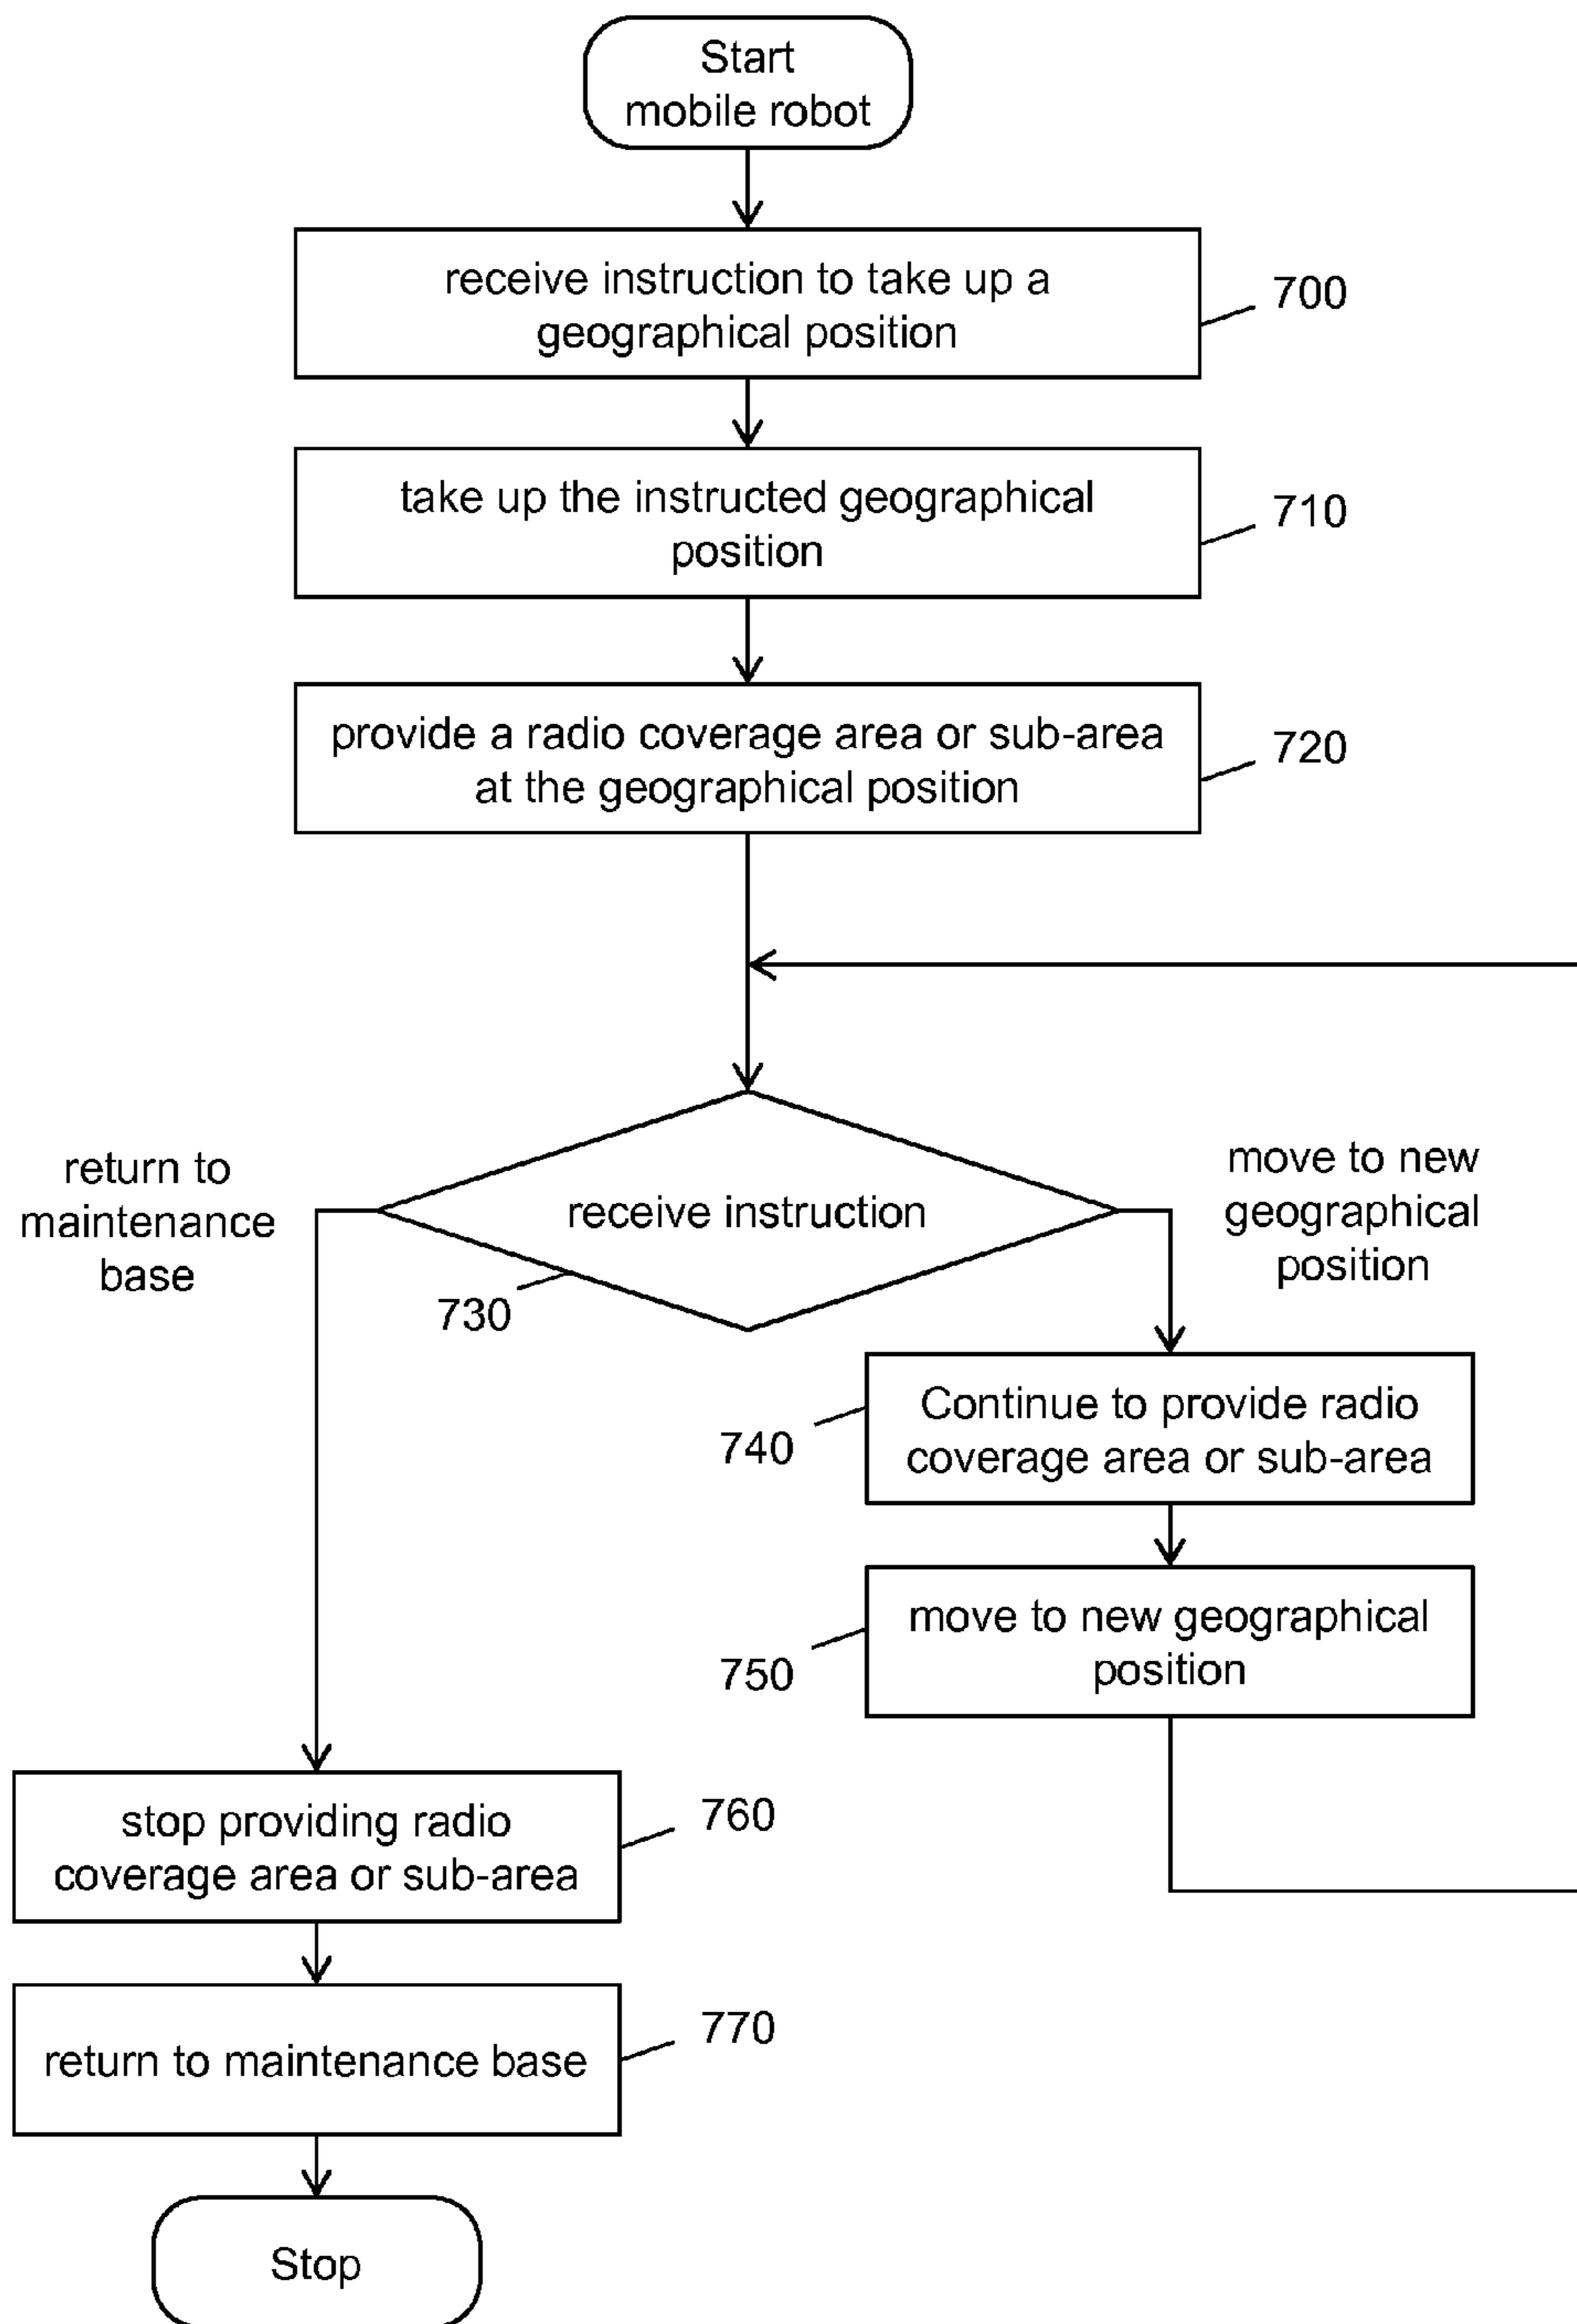 Start
mobile robot
receive instruction to take up a
geographical position
700
take up the instructed geographical
position
710
provide a radio coverage area or sub-area
at the geographical position
720
return to
maintenance
base
receive instruction
730
move to new
geographical
position
Continue to provide radio
coverage area or sub-area
740
move to new geographical
position
750
stop providing radio
coverage area or sub-area
760
return to maintenance base
770
Stop